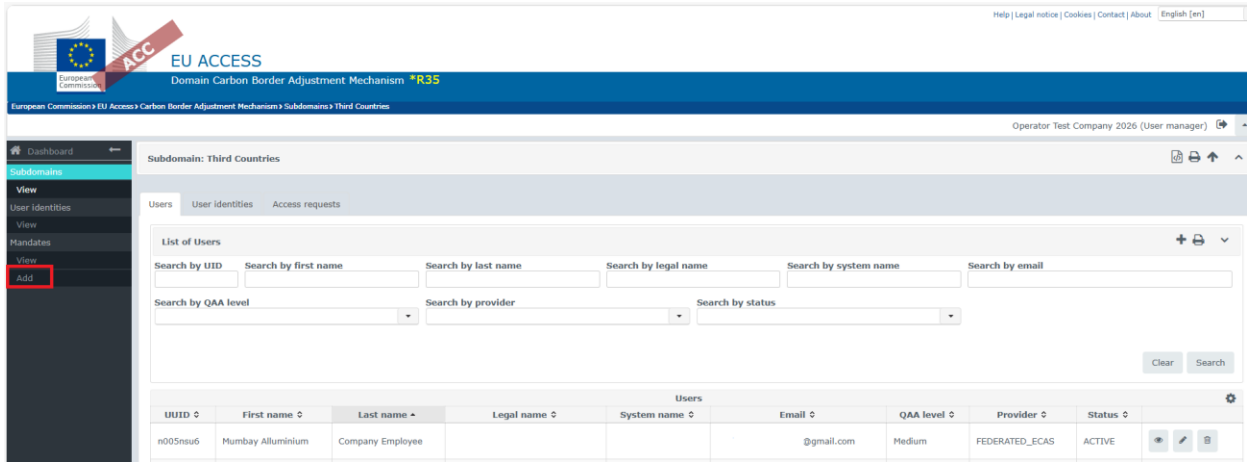 Help | Legal notice | Cookies | Contact | About English [en]
ACC
EU ACCESS
European
Commission
Domain Carbon Border Adjustment Mechanism *R35
European Commission > EU Access > Carbon Border Adjustment Mechanism > Subdomains > Third Countries
Operator Test Company 2026 (User manager)
Dashboard
Subdomains
View
User identities
View
Mandates
View
Add
Subdomain: Third Countries
Users User identities Access requests
List of Users
Search by UID Search by first name Search by last name Search by legal name Search by system name Search by email
Search by QAA level Search by provider Search by status
Clear Search
Users
UUID First name Last name Legal name System name Email QAA level Provider Status
n005nsu6 Mumbay Alluminium Company Employee @gmail.com Medium FEDERATED_ECAS ACTIVE